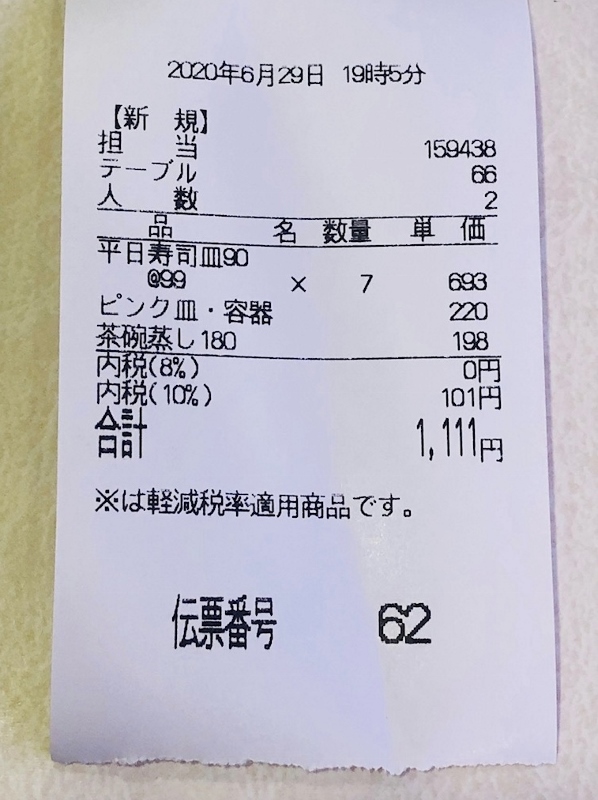 2020年6月29日 19時5分
【新 規】
担 当 159438
テーブル 66
人 数 2
品 名 数量 単 価
平日寿司皿90
@99 × 7 693
ピンク皿・容器 220
茶碗蒸し180 198
内税(8%) 0円
内税(10%) 101円
合計 1,111円
※は軽減税率適用商品です。
伝票番号 62